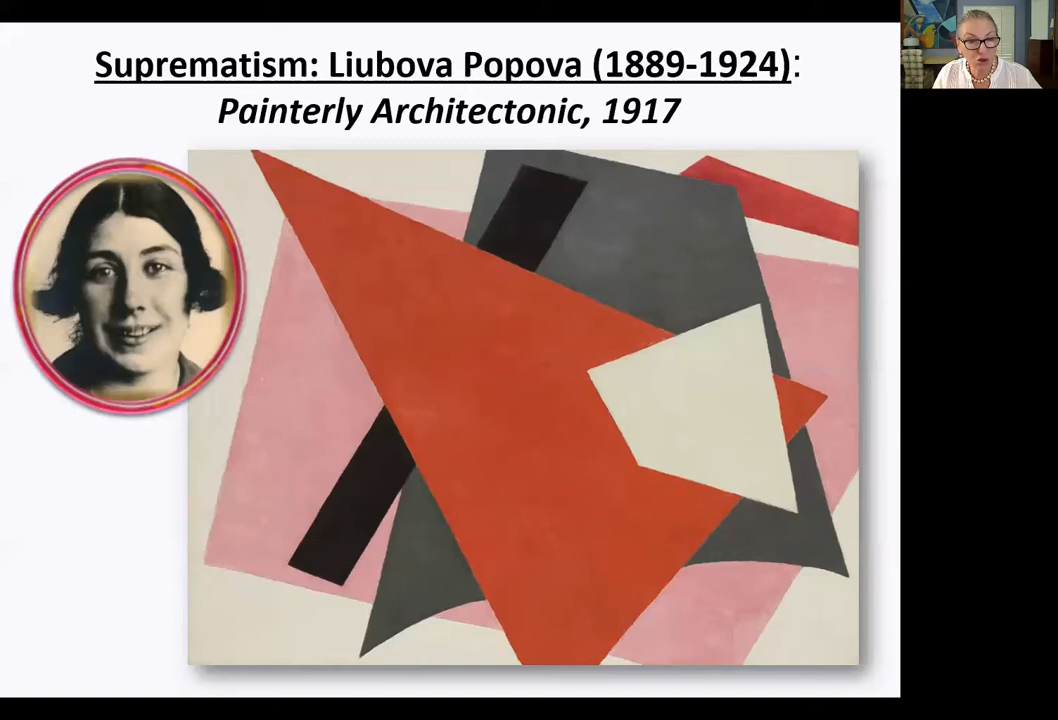 Suprematism: Liubova Popova (1889-1924):
Painterly Architectonic, 1917